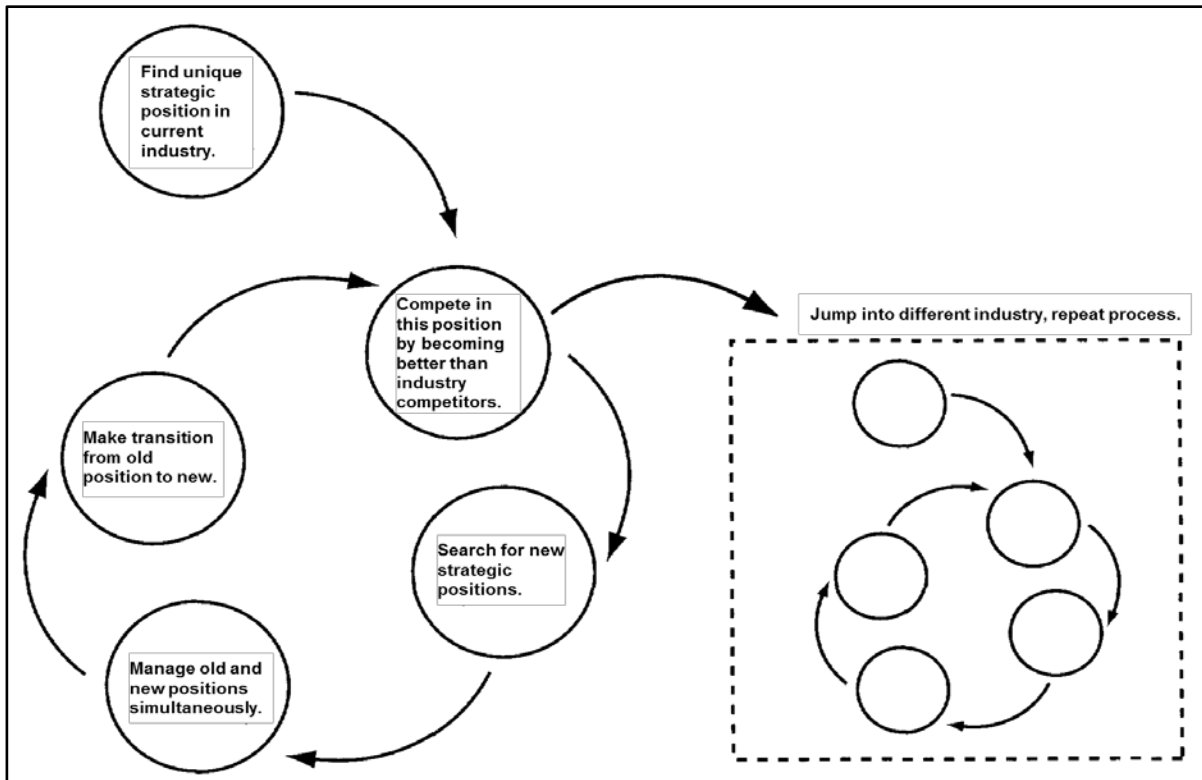 Find unique
strategic
position in
current
industry.
Compete in
this position
by becoming
better than
industry
competitors.
Jump into different industry, repeat process.
Make transition
from old
position to new.
Search for new
strategic
positions.
Manage old and
new positions
simultaneously.